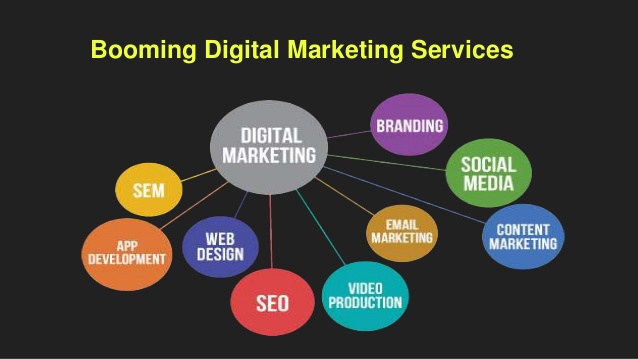 Booming Digital Marketing Services
DIGITAL
MARKETING
BRANDING
SOCIAL
MEDIA
SEM
EMAIL
MARKETING
CONTENT
MARKETING
APP
DEVELOPMENT
WEB
DESIGN
SEO
VIDEO
PRODUCTION